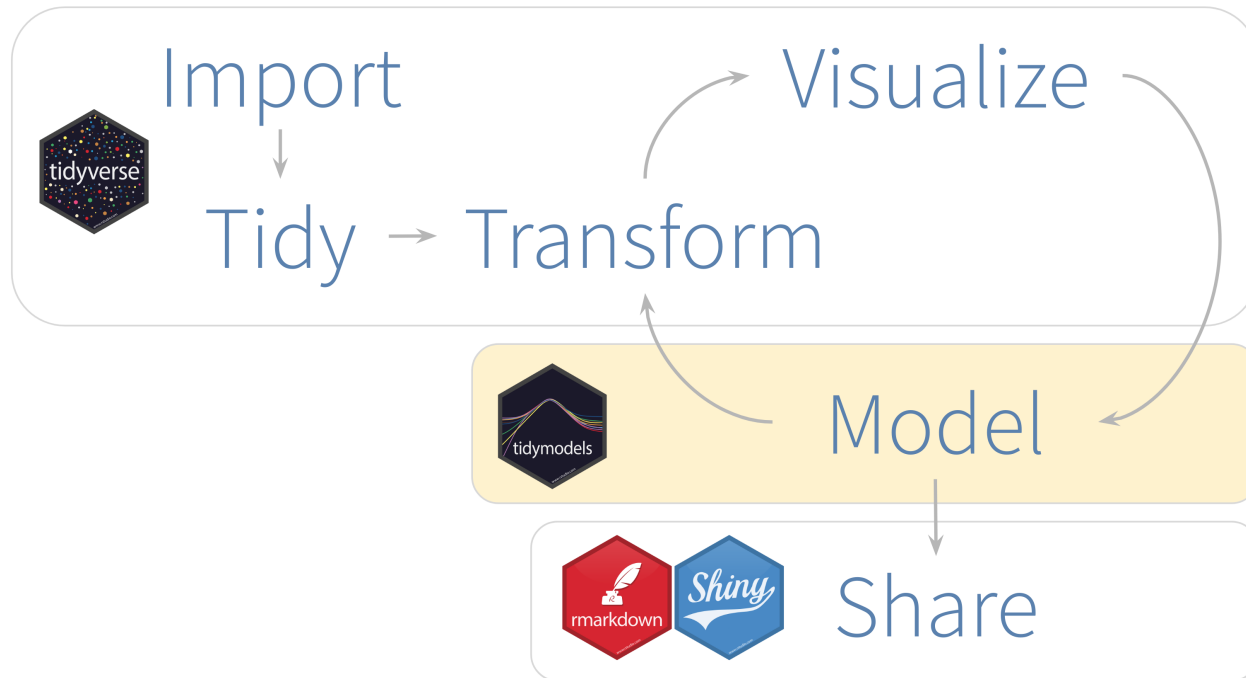 Import
Visualize
tidyverse
Tidy
Transform
Model
tidymodels
Shiny
rmarkdown
Share